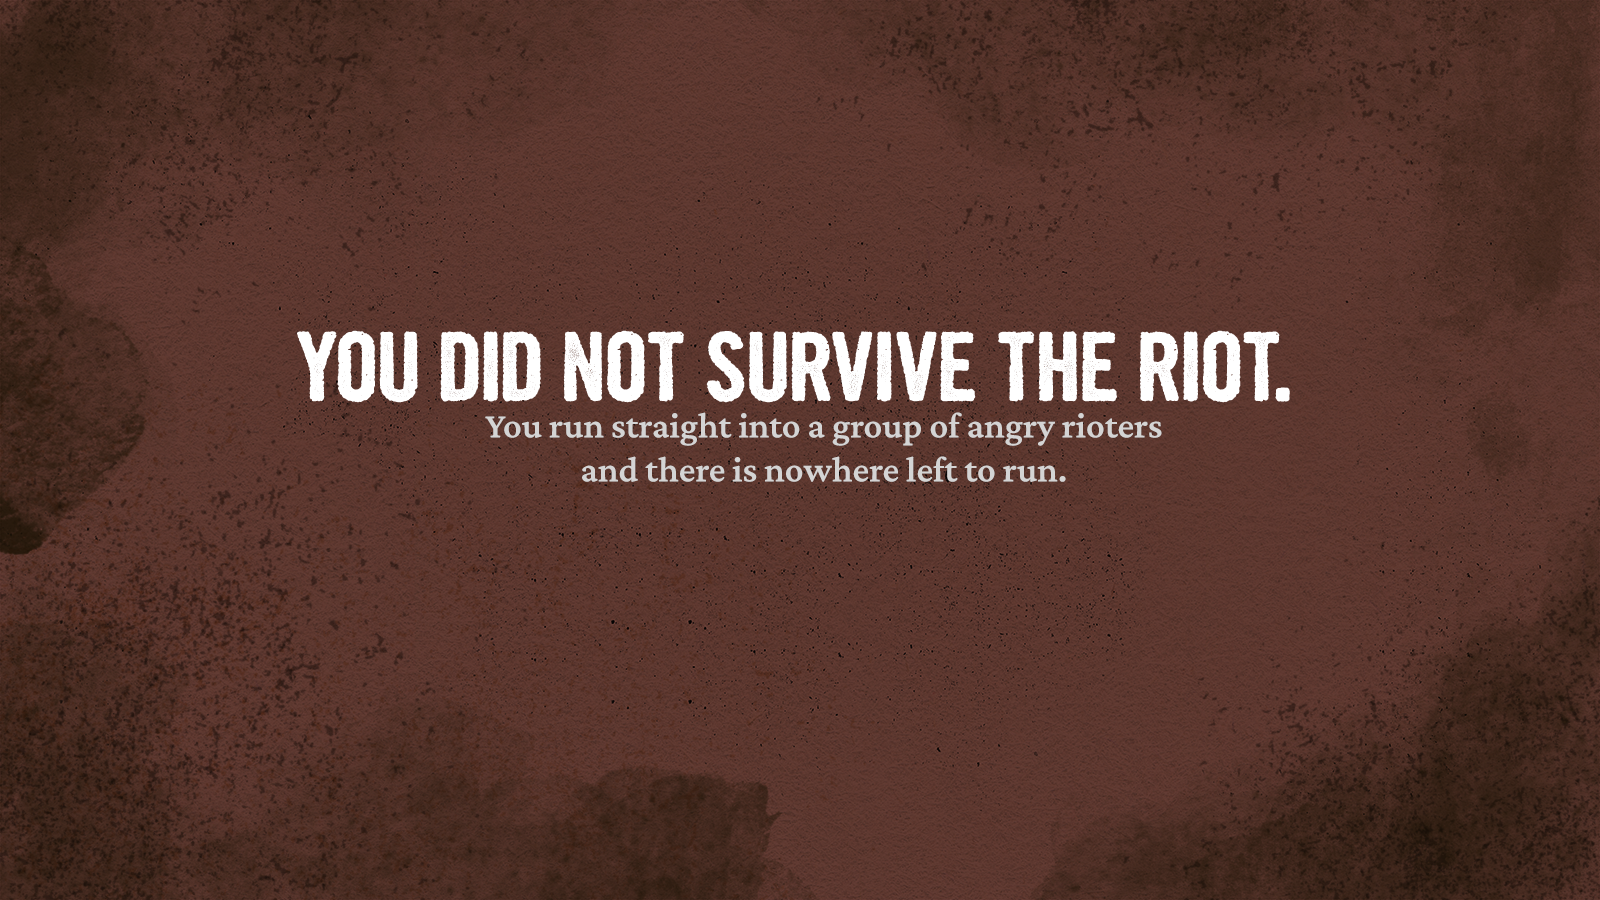 YOU DID NOT SURVIVE THE RIOT.
You run straight into a group of angry rioters
and there is nowhere left to run.